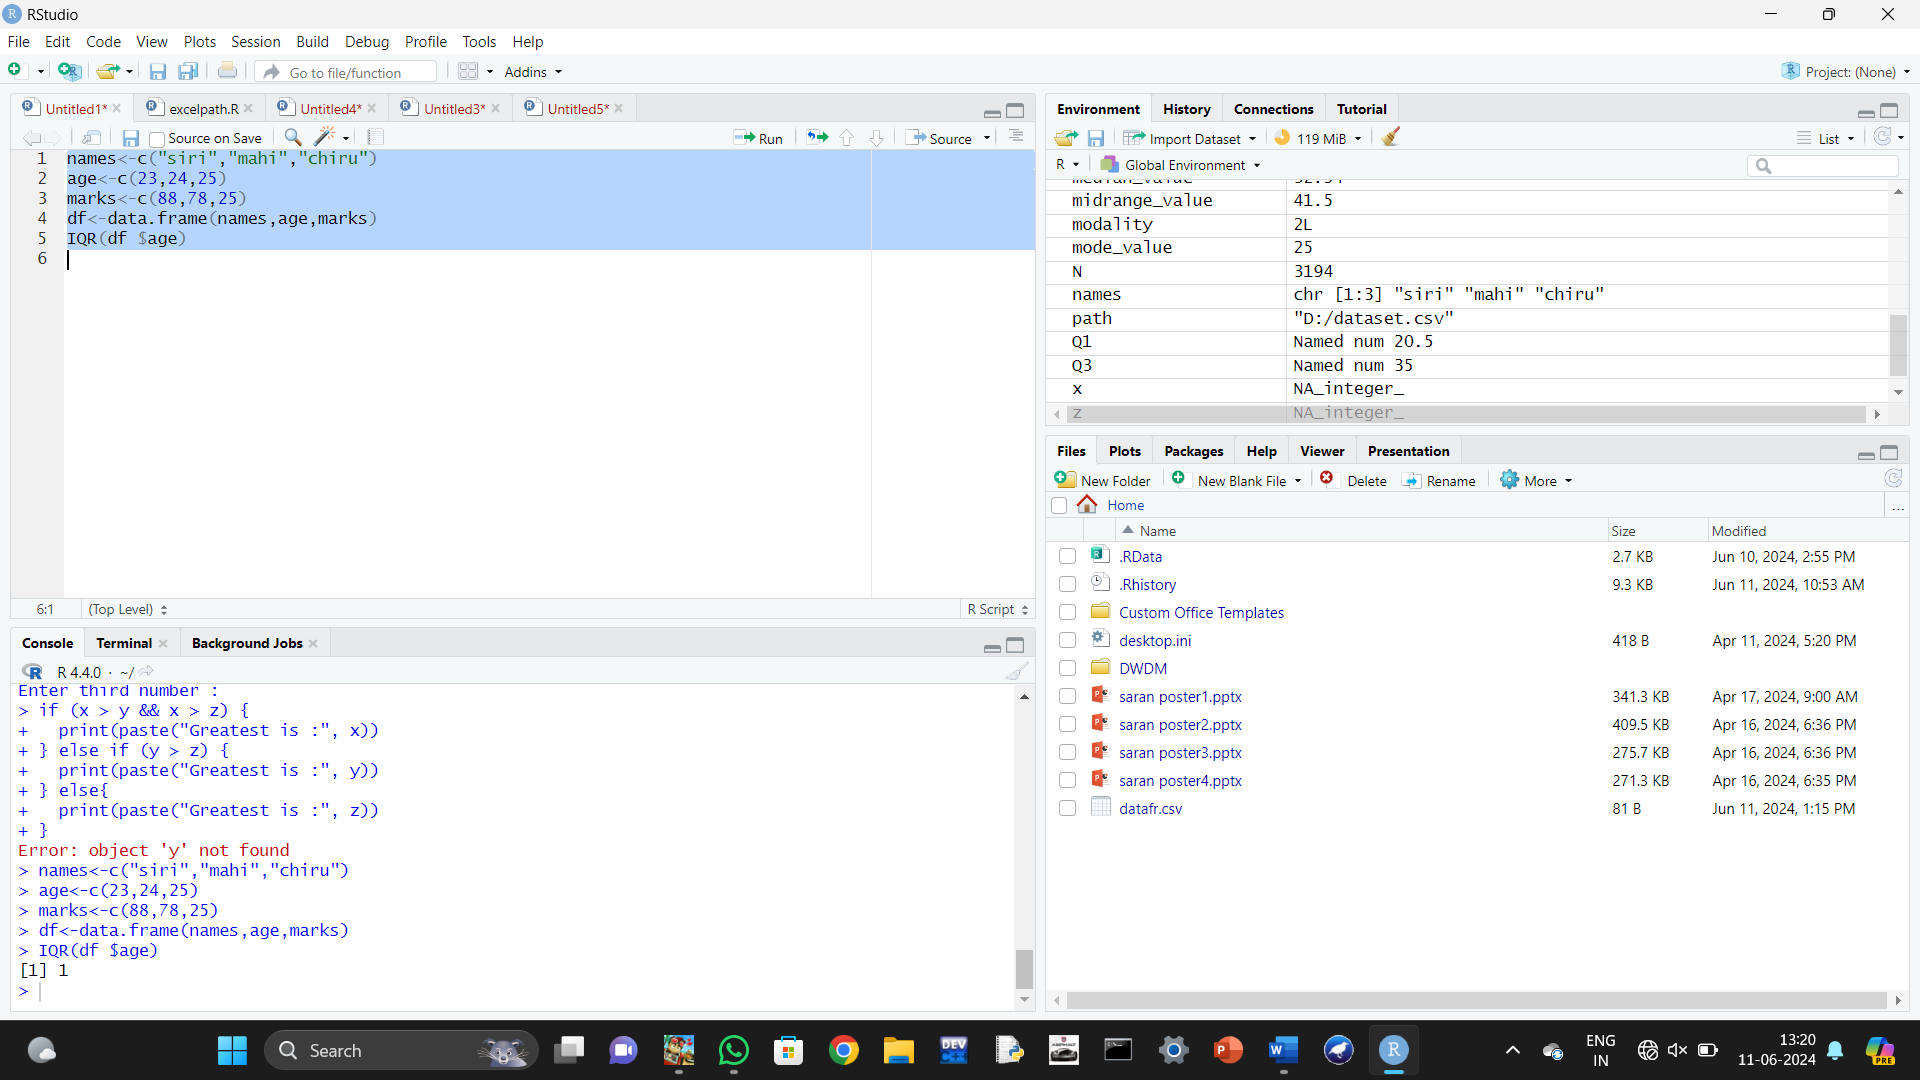 RStudio
File Edit Code View Plots Session Build Debug Profile Tools Help
Go to file/function Addins Project: (None)
Untitled1* excelpath.R Untitled4* Untitled3* Untitled5*
Source on Save Run Source
1 names<-c("siri","mahi","chiru")
2 age<-c(23,24,25)
3 marks<-c(88,78,25)
4 df<-data.frame(names,age,marks)
5 IQR(df $age)
6
6:1 (Top Level) R Script
Console Terminal Background Jobs
R 4.4.0 · ~/
Enter third number :
> if (x > y && x > z) {
+   print(paste("Greatest is :", x))
+ } else if (y > z) {
+   print(paste("Greatest is :", y))
+ } else{
+   print(paste("Greatest is :", z))
+ }
Error: object 'y' not found
> names<-c("siri","mahi","chiru")
> age<-c(23,24,25)
> marks<-c(88,78,25)
> df<-data.frame(names,age,marks)
> IQR(df $age)
[1] 1
>
Environment History Connections Tutorial
Import Dataset 119 MiB List
R Global Environment
midrange_value 41.5
modality 2L
mode_value 25
N 3194
names chr [1:3] "siri" "mahi" "chiru"
path "D:/dataset.csv"
Q1 Named num 20.5
Q3 Named num 35
x NA_integer_
z NA_integer_
Files Plots Packages Help Viewer Presentation
New Folder New Blank File Delete Rename More
Home ...
Name Size Modified
.RData 2.7 KB Jun 10, 2024, 2:55 PM
.Rhistory 9.3 KB Jun 11, 2024, 10:53 AM
Custom Office Templates
desktop.ini 418 B Apr 11, 2024, 5:20 PM
DWDM
saran poster1.pptx 341.3 KB Apr 17, 2024, 9:00 AM
saran poster2.pptx 409.5 KB Apr 16, 2024, 6:36 PM
saran poster3.pptx 275.7 KB Apr 16, 2024, 6:36 PM
saran poster4.pptx 271.3 KB Apr 16, 2024, 6:35 PM
datafr.csv 81 B Jun 11, 2024, 1:15 PM
Search DEV ENG 13:20
IN 11-06-2024 PRE